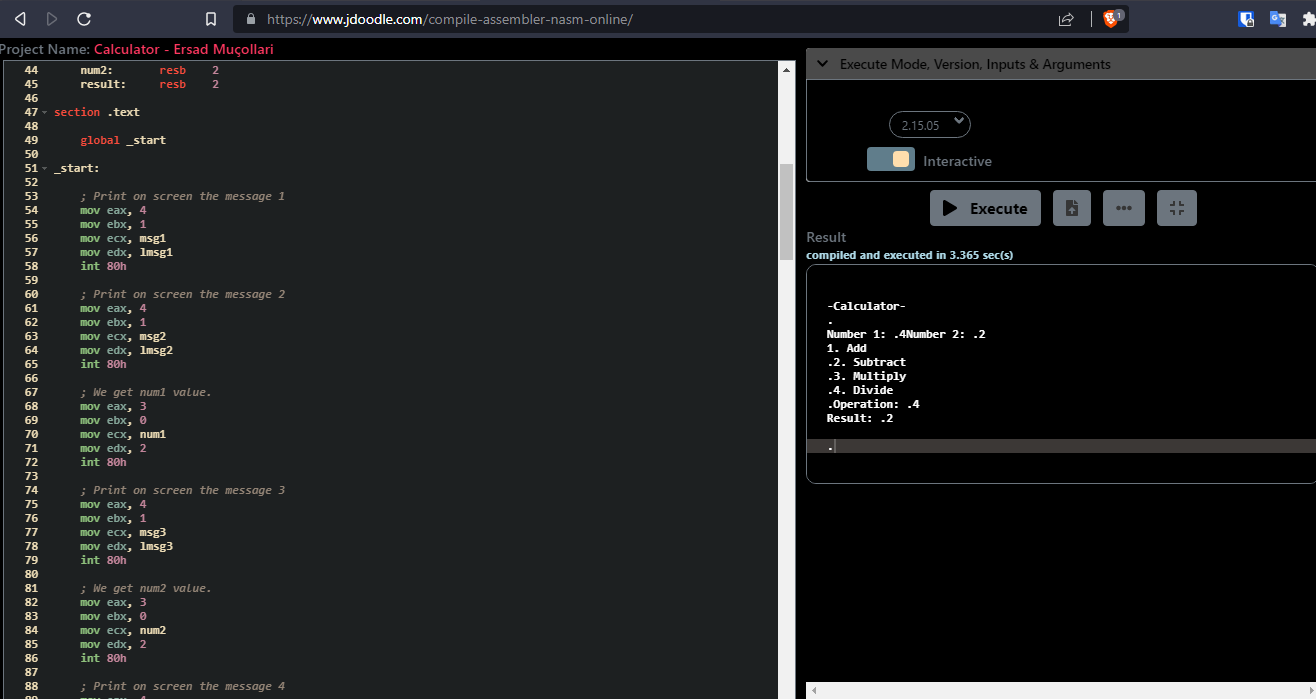 https://www.jdoodle.com/compile-assembler-nasm-online/
1
Project Name: Calculator - Ersad Muçollari
44 num2: resb 2
45 result: resb 2
46
47 section .text
48
49 global _start
50
51 _start:
52
53 ; Print on screen the message 1
54 mov eax, 4
55 mov ebx, 1
56 mov ecx, msg1
57 mov edx, lmsg1
58 int 80h
59
60 ; Print on screen the message 2
61 mov eax, 4
62 mov ebx, 1
63 mov ecx, msg2
64 mov edx, lmsg2
65 int 80h
66
67 ; We get num1 value.
68 mov eax, 3
69 mov ebx, 0
70 mov ecx, num1
71 mov edx, 2
72 int 80h
73
74 ; Print on screen the message 3
75 mov eax, 4
76 mov ebx, 1
77 mov ecx, msg3
78 mov edx, lmsg3
79 int 80h
80
81 ; We get num2 value.
82 mov eax, 3
83 mov ebx, 0
84 mov ecx, num2
85 mov edx, 2
86 int 80h
87
88 ; Print on screen the message 4
Execute Mode, Version, Inputs & Arguments
2.15.05
Interactive
Execute
Result
compiled and executed in 3.365 sec(s)
-Calculator-
.
Number 1: .4Number 2: .2
1. Add
.2. Subtract
.3. Multiply
.4. Divide
.Operation: .4
Result: .2
.